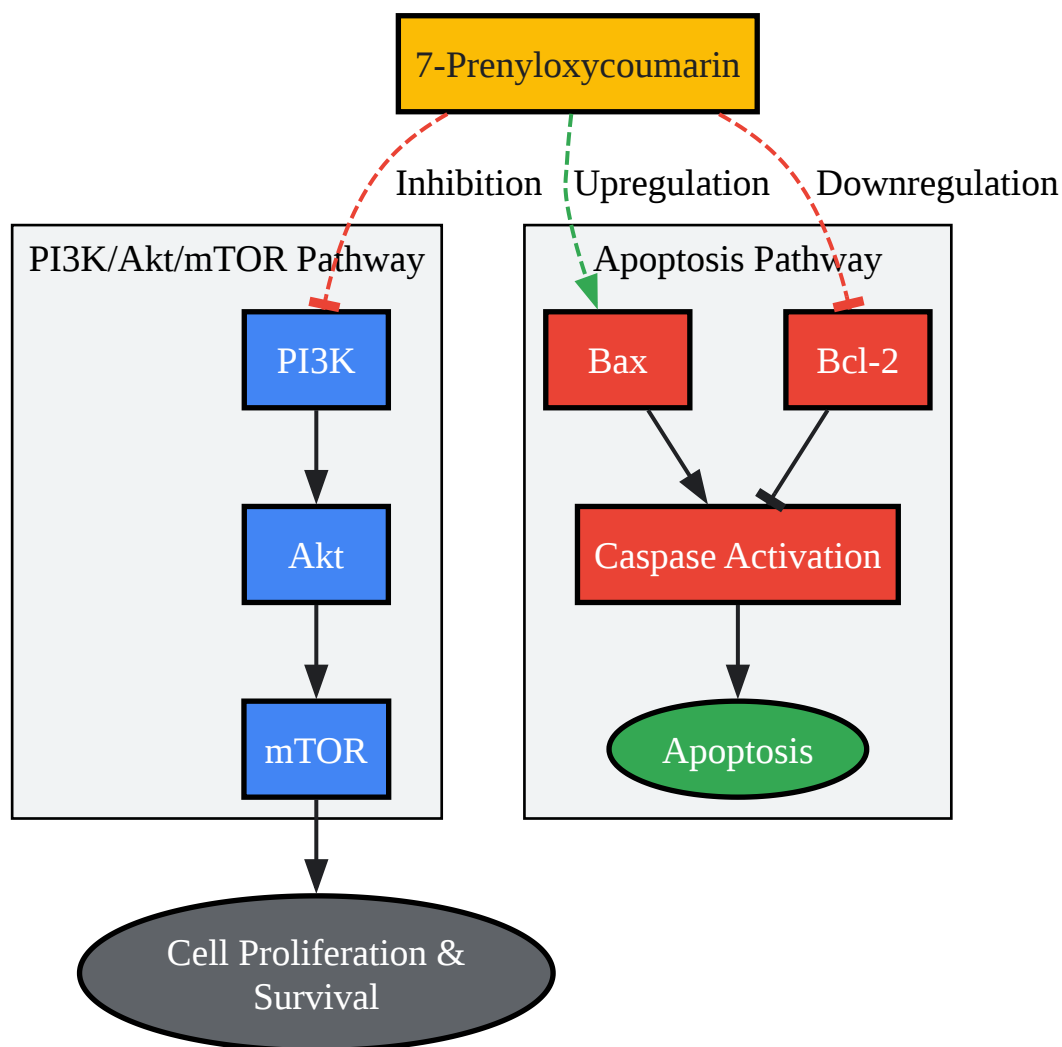 7-Prenyloxycoumarin
Inhibition
Upregulation
Downregulation
PI3K/Akt/mTOR Pathway
Apoptosis Pathway
PI3K
Bax
Bcl-2
Akt
Caspase Activation
mTOR
Apoptosis
Cell Proliferation &
Survival